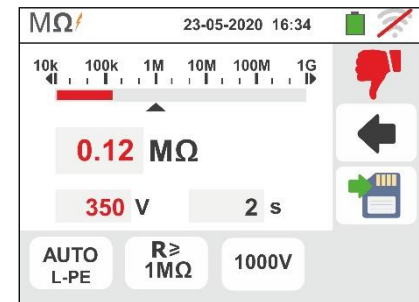 MΩ 23-05-2020 16:34
10k 100k 1M 10M 100M 1G
0.12 MΩ
350 V 2 s
AUTO R≥ 1000V
L-PE 1MΩ